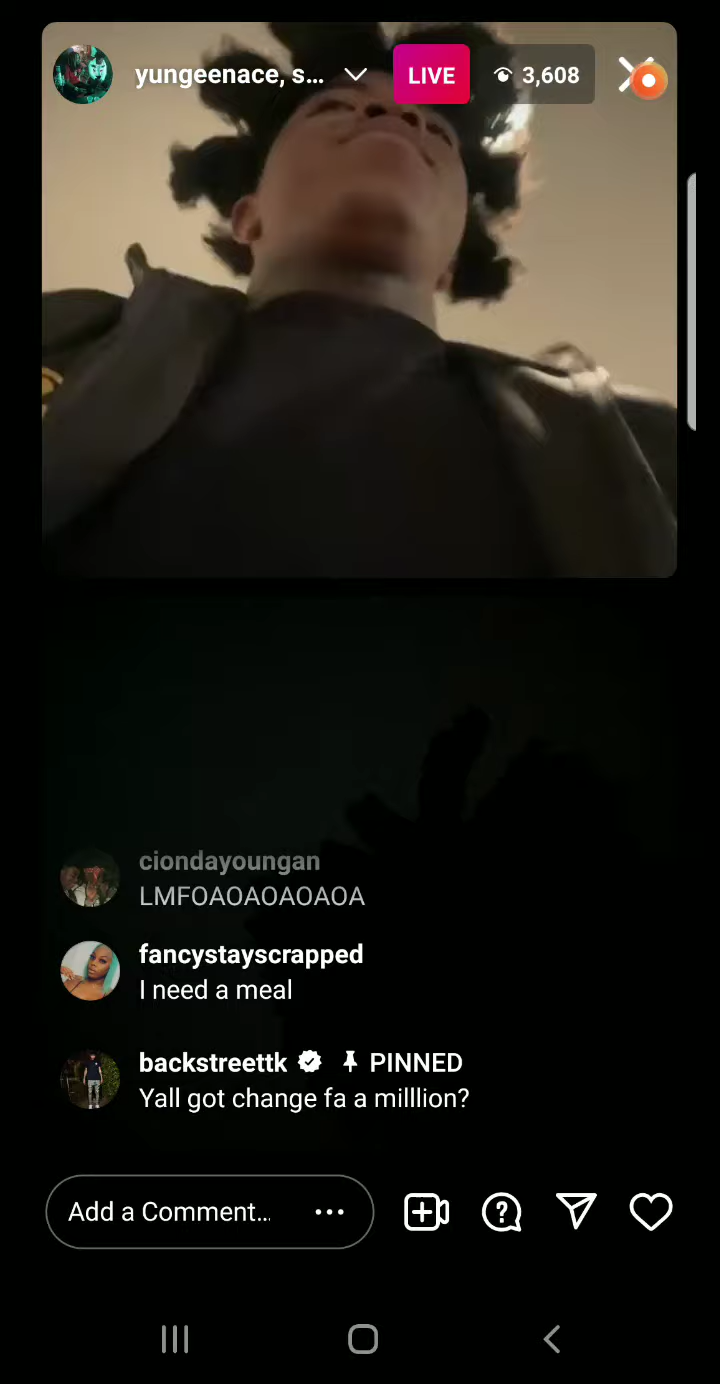 yungeenace, s...
LIVE
3,608
ciondayoungan
LMFOAOAOAOAOA
fancystayscrapped
I need a meal
backstreettk PINNED
Yall got change fa a milllion?
Add a Comment...